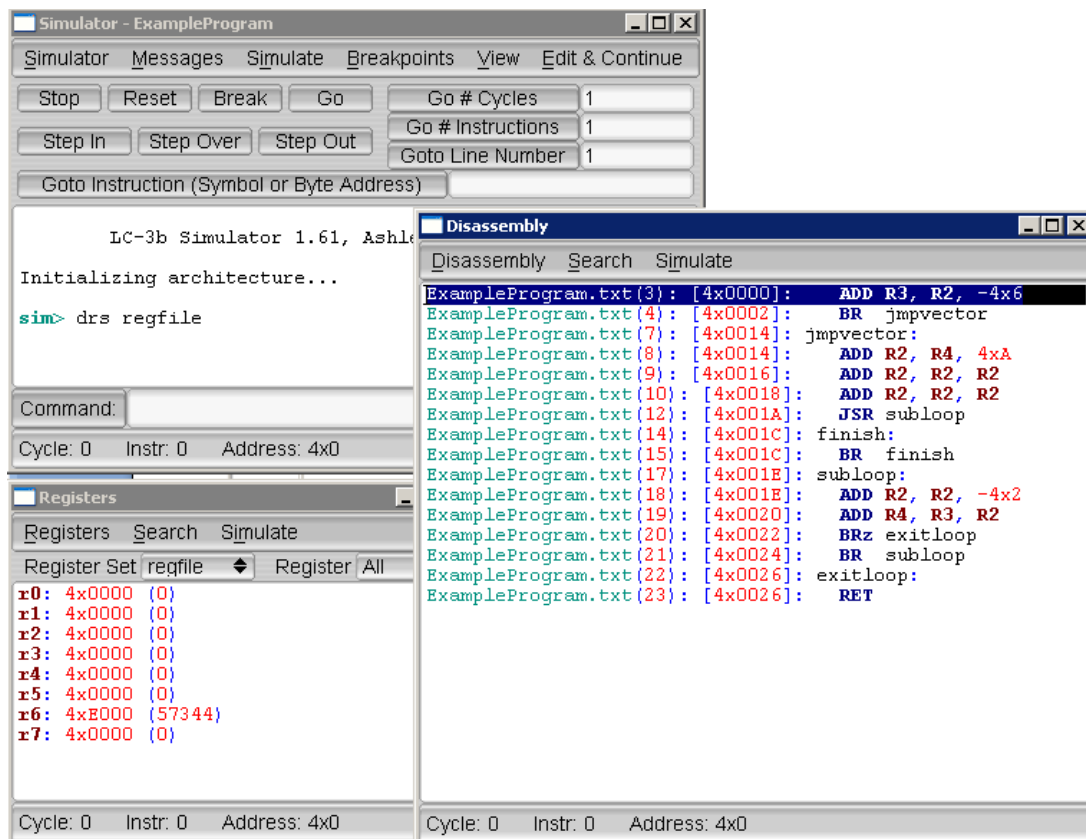 Simulator - ExampleProgram
Simulator Messages Simulate Breakpoints View Edit & Continue
Stop Reset Break Go Go # Cycles 1
Go # Instructions 1
Step In Step Over Step Out
Goto Line Number 1
Goto Instruction (Symbol or Byte Address)
LC-3b Simulator 1.61, Ashle
Initializing architecture...
sim> drs regfile
Command:
Cycle: 0 Instr: 0 Address: 4x0
Registers
Registers Search Simulate
Register Set regfile Register All
r0: 4x0000 (0)
r1: 4x0000 (0)
r2: 4x0000 (0)
r3: 4x0000 (0)
r4: 4x0000 (0)
r5: 4x0000 (0)
r6: 4xE000 (57344)
r7: 4x0000 (0)
Cycle: 0 Instr: 0 Address: 4x0
Disassembly
Disassembly Search Simulate
ExampleProgram.txt(3): [4x0000]: ADD R3, R2, -4x6
ExampleProgram.txt(4): [4x0002]: BR jmpvector
ExampleProgram.txt(7): [4x0014]: jmpvector:
ExampleProgram.txt(8): [4x0014]: ADD R2, R4, 4xA
ExampleProgram.txt(9): [4x0016]: ADD R2, R2, R2
ExampleProgram.txt(10): [4x0018]: ADD R2, R2, R2
ExampleProgram.txt(12): [4x001A]: JSR subloop
ExampleProgram.txt(14): [4x001C]: finish:
ExampleProgram.txt(15): [4x001C]: BR finish
ExampleProgram.txt(17): [4x001E]: subloop:
ExampleProgram.txt(18): [4x001E]: ADD R2, R2, -4x2
ExampleProgram.txt(19): [4x0020]: ADD R4, R3, R2
ExampleProgram.txt(20): [4x0022]: BRz exitloop
ExampleProgram.txt(21): [4x0024]: BR subloop
ExampleProgram.txt(22): [4x0026]: exitloop:
ExampleProgram.txt(23): [4x0026]: RET
Cycle: 0 Instr: 0 Address: 4x0